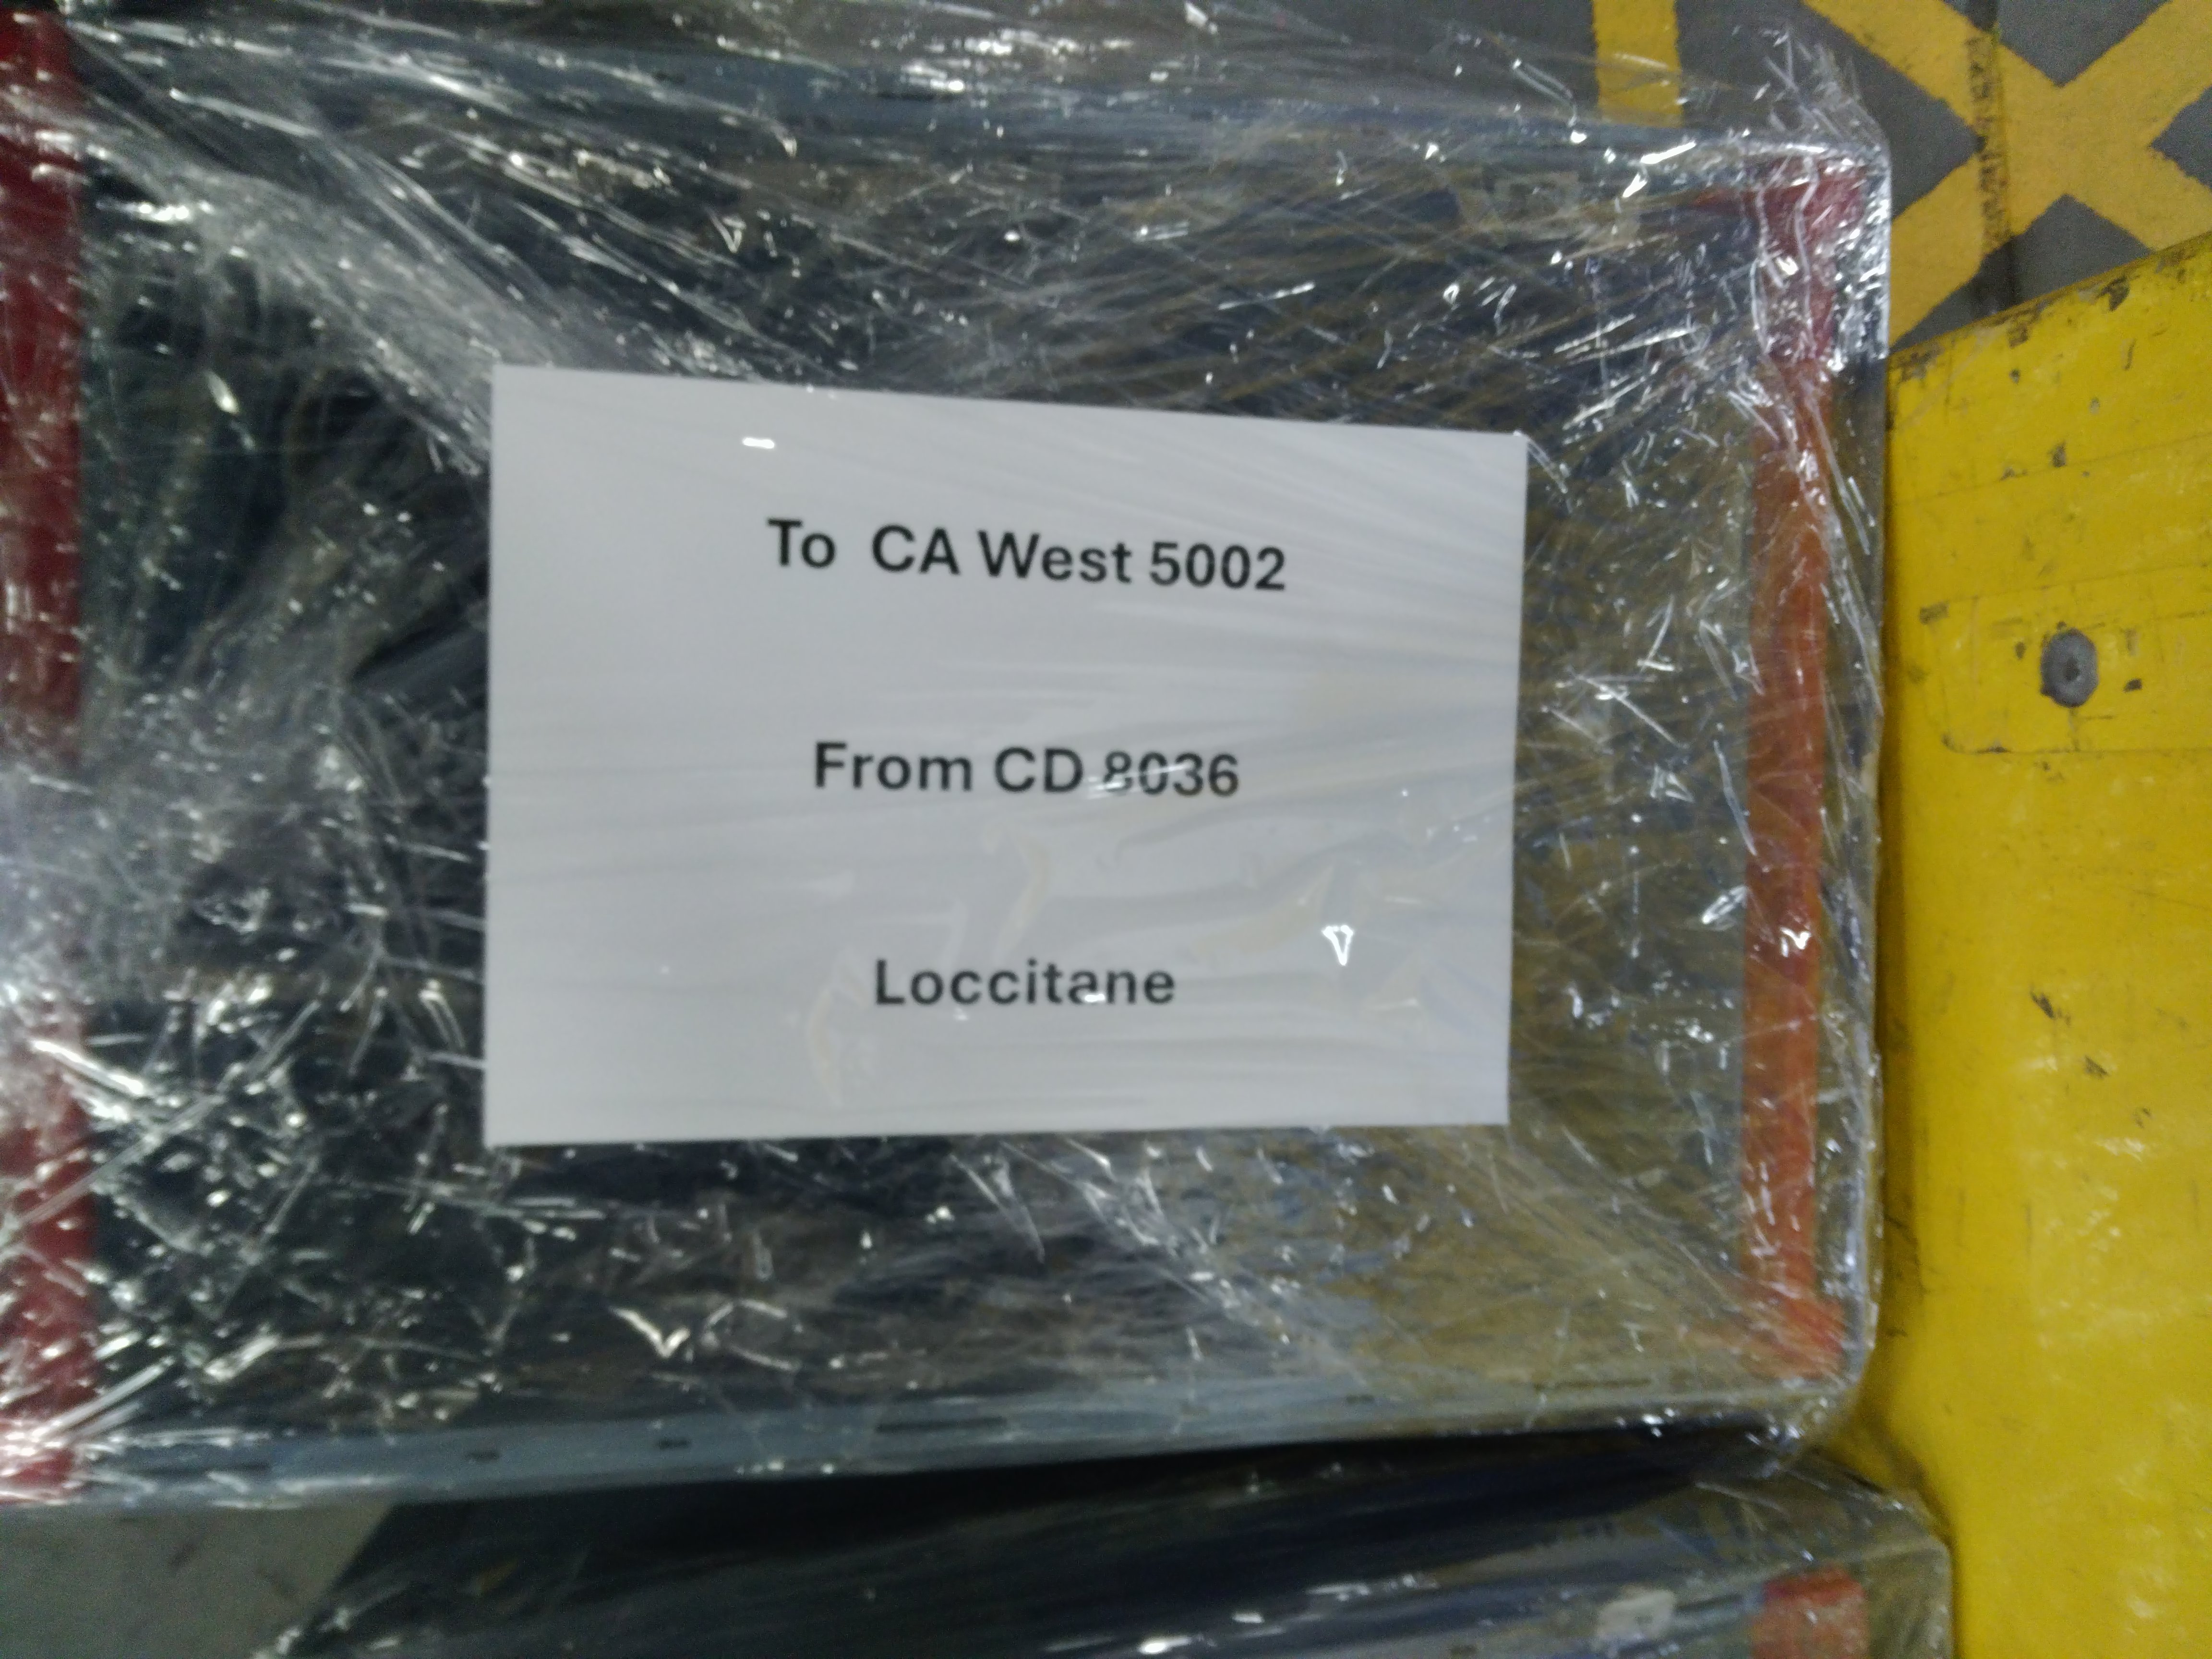 To CA West 5002
From CD 8036
Loccitane